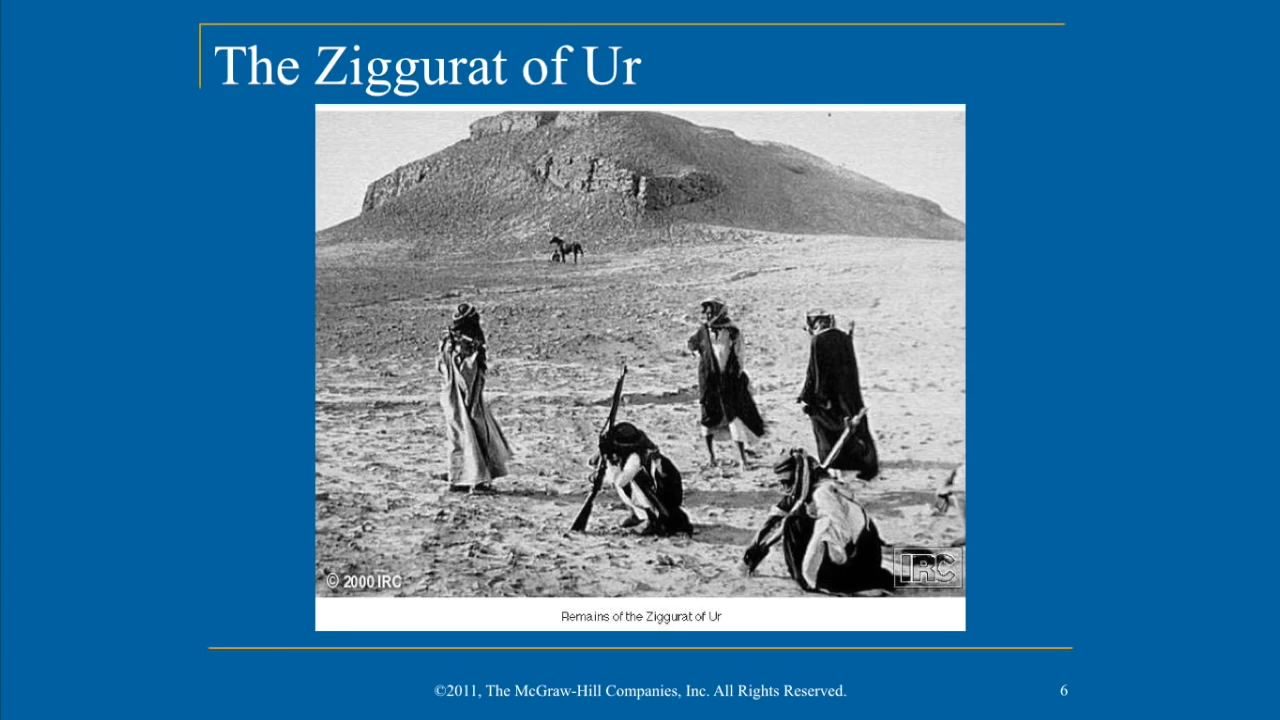 The Ziggurat of Ur
© 2000 IRC
IRC
Remains of the Ziggurat of Ur
©2011, The McGraw-Hill Companies, Inc. All Rights Reserved.
6